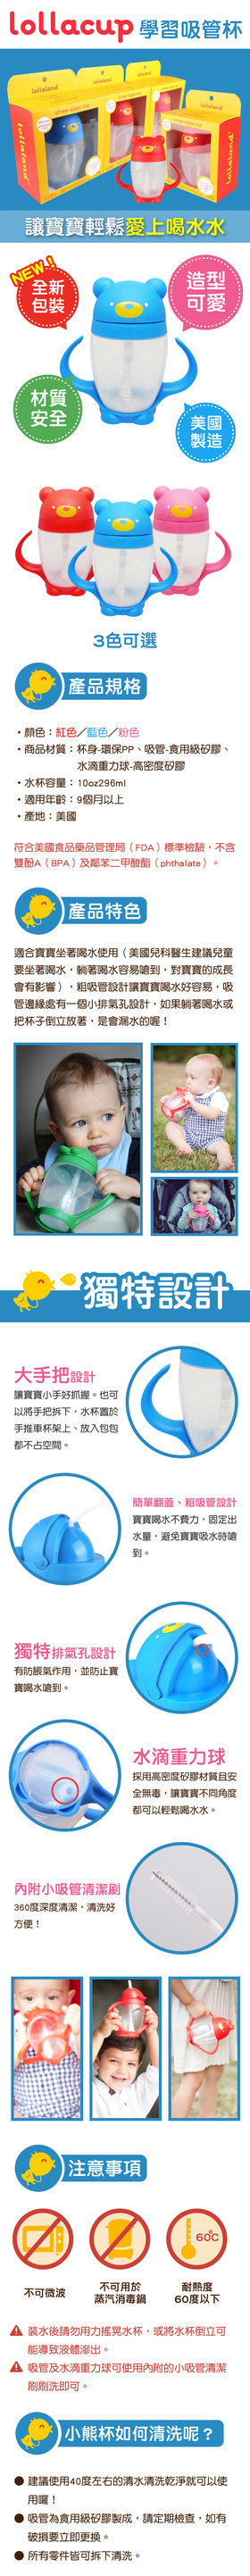 lollacup 學習吸管杯
讓寶寶輕鬆愛上喝水水
NEW!
全新
包裝
造型
可愛
材質
安全
美國
製造
3色可選
產品規格
・顏色：紅色／藍色／粉色
・商品材質：杯身-環保PP、吸管-食用級矽膠、
水滴重力球-高密度矽膠
・水杯容量：10oz296ml
・適用年齡：9個月以上
・產地：美國
符合美國食品藥品管理局（FDA）標準檢驗，不含
雙酚A（BPA）及鄰苯二甲酸酯（phthalate）。
產品特色
適合寶寶坐著喝水使用（美國兒科醫生建議兒童
要坐著喝水，躺著喝水容易嗆到，對寶寶的成長
會有影響），粗吸管設計讓寶寶喝水好容易，吸
管邊緣處有一個小排氣孔設計，如果躺著喝水或
把杯子倒立放著，是會漏水的喔！
獨特設計
大手把設計
讓寶寶小手好抓握。也可
以將手把拆下，水杯置於
手推車杯架上、放入包包
都不占空間。
簡單翻蓋、粗吸管設計
寶寶喝水不費力，固定出
水量，避免寶寶吸水時嗆
到。
獨特排氣孔設計
有防脹氣作用，並防止寶
寶喝水嗆到。
水滴重力球
採用高密度矽膠材質且安
全無毒，讓寶寶不同角度
都可以輕鬆喝水水。
內附小吸管清潔刷
360度深度清潔，清洗好
方便！
注意事項
60℃
不可微波
不可用於
蒸汽消毒鍋
耐熱度
60度以下
裝水後請勿用力搖晃水杯，或將水杯倒立可
能導致液體滲出。
吸管及水滴重力球可使用內附的小吸管清潔
刷刷洗即可。
小熊杯如何清洗呢？
● 建議使用40度左右的清水清洗乾淨就可以使
用囉！
● 吸管為食用級矽膠製成，請定期檢查，如有
破損要立即更換。
● 所有零件皆可拆下清洗。